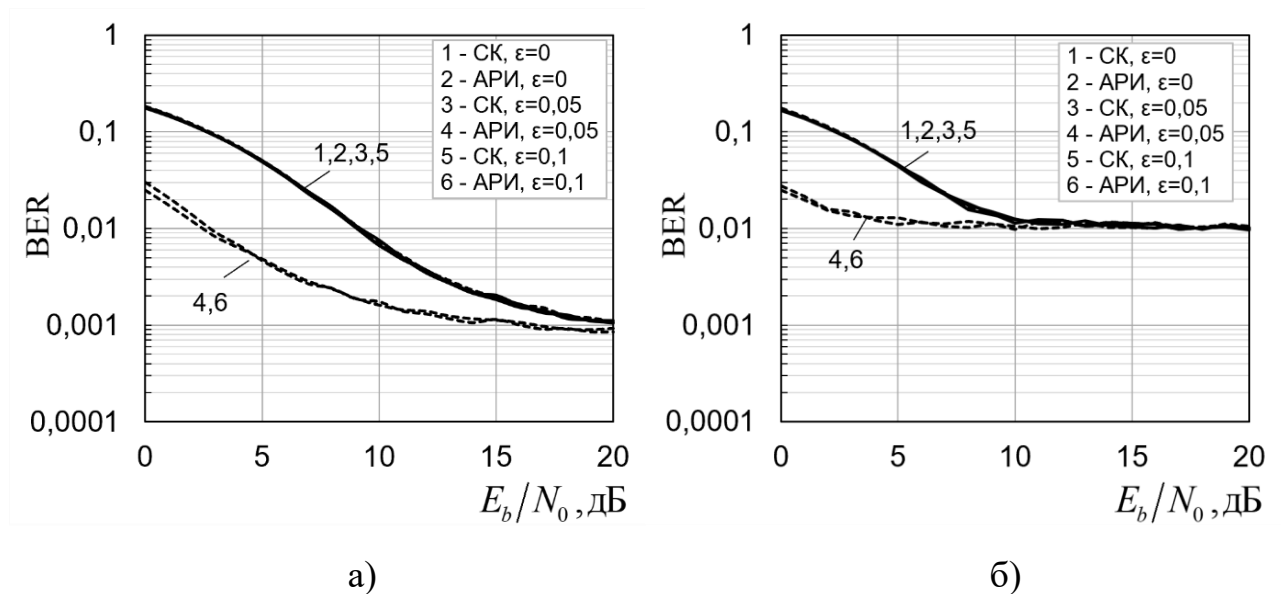 1
0,1
0,01
0,001
0,0001
BER
1 - СК, ε=0
2 - АРИ, ε=0
3 - СК, ε=0,05
4 - АРИ, ε=0,05
5 - СК, ε=0,1
6 - АРИ, ε=0,1
1,2,3,5
4,6
0 5 10 15 20
E_b/N_0 , дБ
а)
1
0,1
0,01
0,001
0,0001
BER
1 - СК, ε=0
2 - АРИ, ε=0
3 - СК, ε=0,05
4 - АРИ, ε=0,05
5 - СК, ε=0,1
6 - АРИ, ε=0,1
1,2,3,5
4,6
0 5 10 15 20
E_b/N_0 , дБ
б)